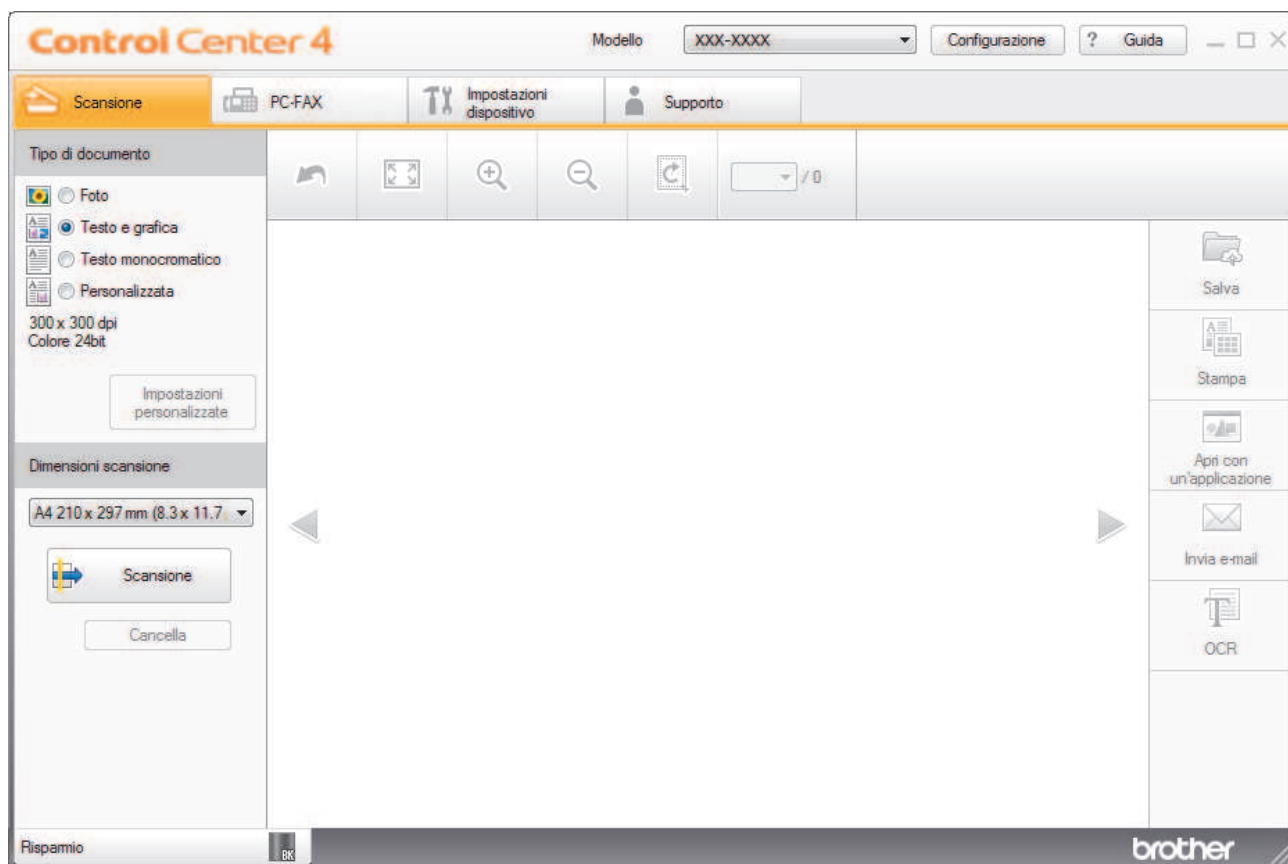 Control Center 4
Modello
XXX-XXXX
Configurazione
? Guida
Scansione
PC-FAX
Impostazioni
dispositivo
Supporto
Tipo di documento
Foto
Testo e grafica
Testo monocromatico
Personalizzata
300 x 300 dpi
Colore 24bit
Impostazioni
personalizzate
Dimensioni scansione
A4 210 x 297 mm (8.3 x 11.7
Scansione
Cancella
/ 0
Salva
Stampa
Apri con
un'applicazione
Invia e-mail
OCR
Risparmio
BK
brother